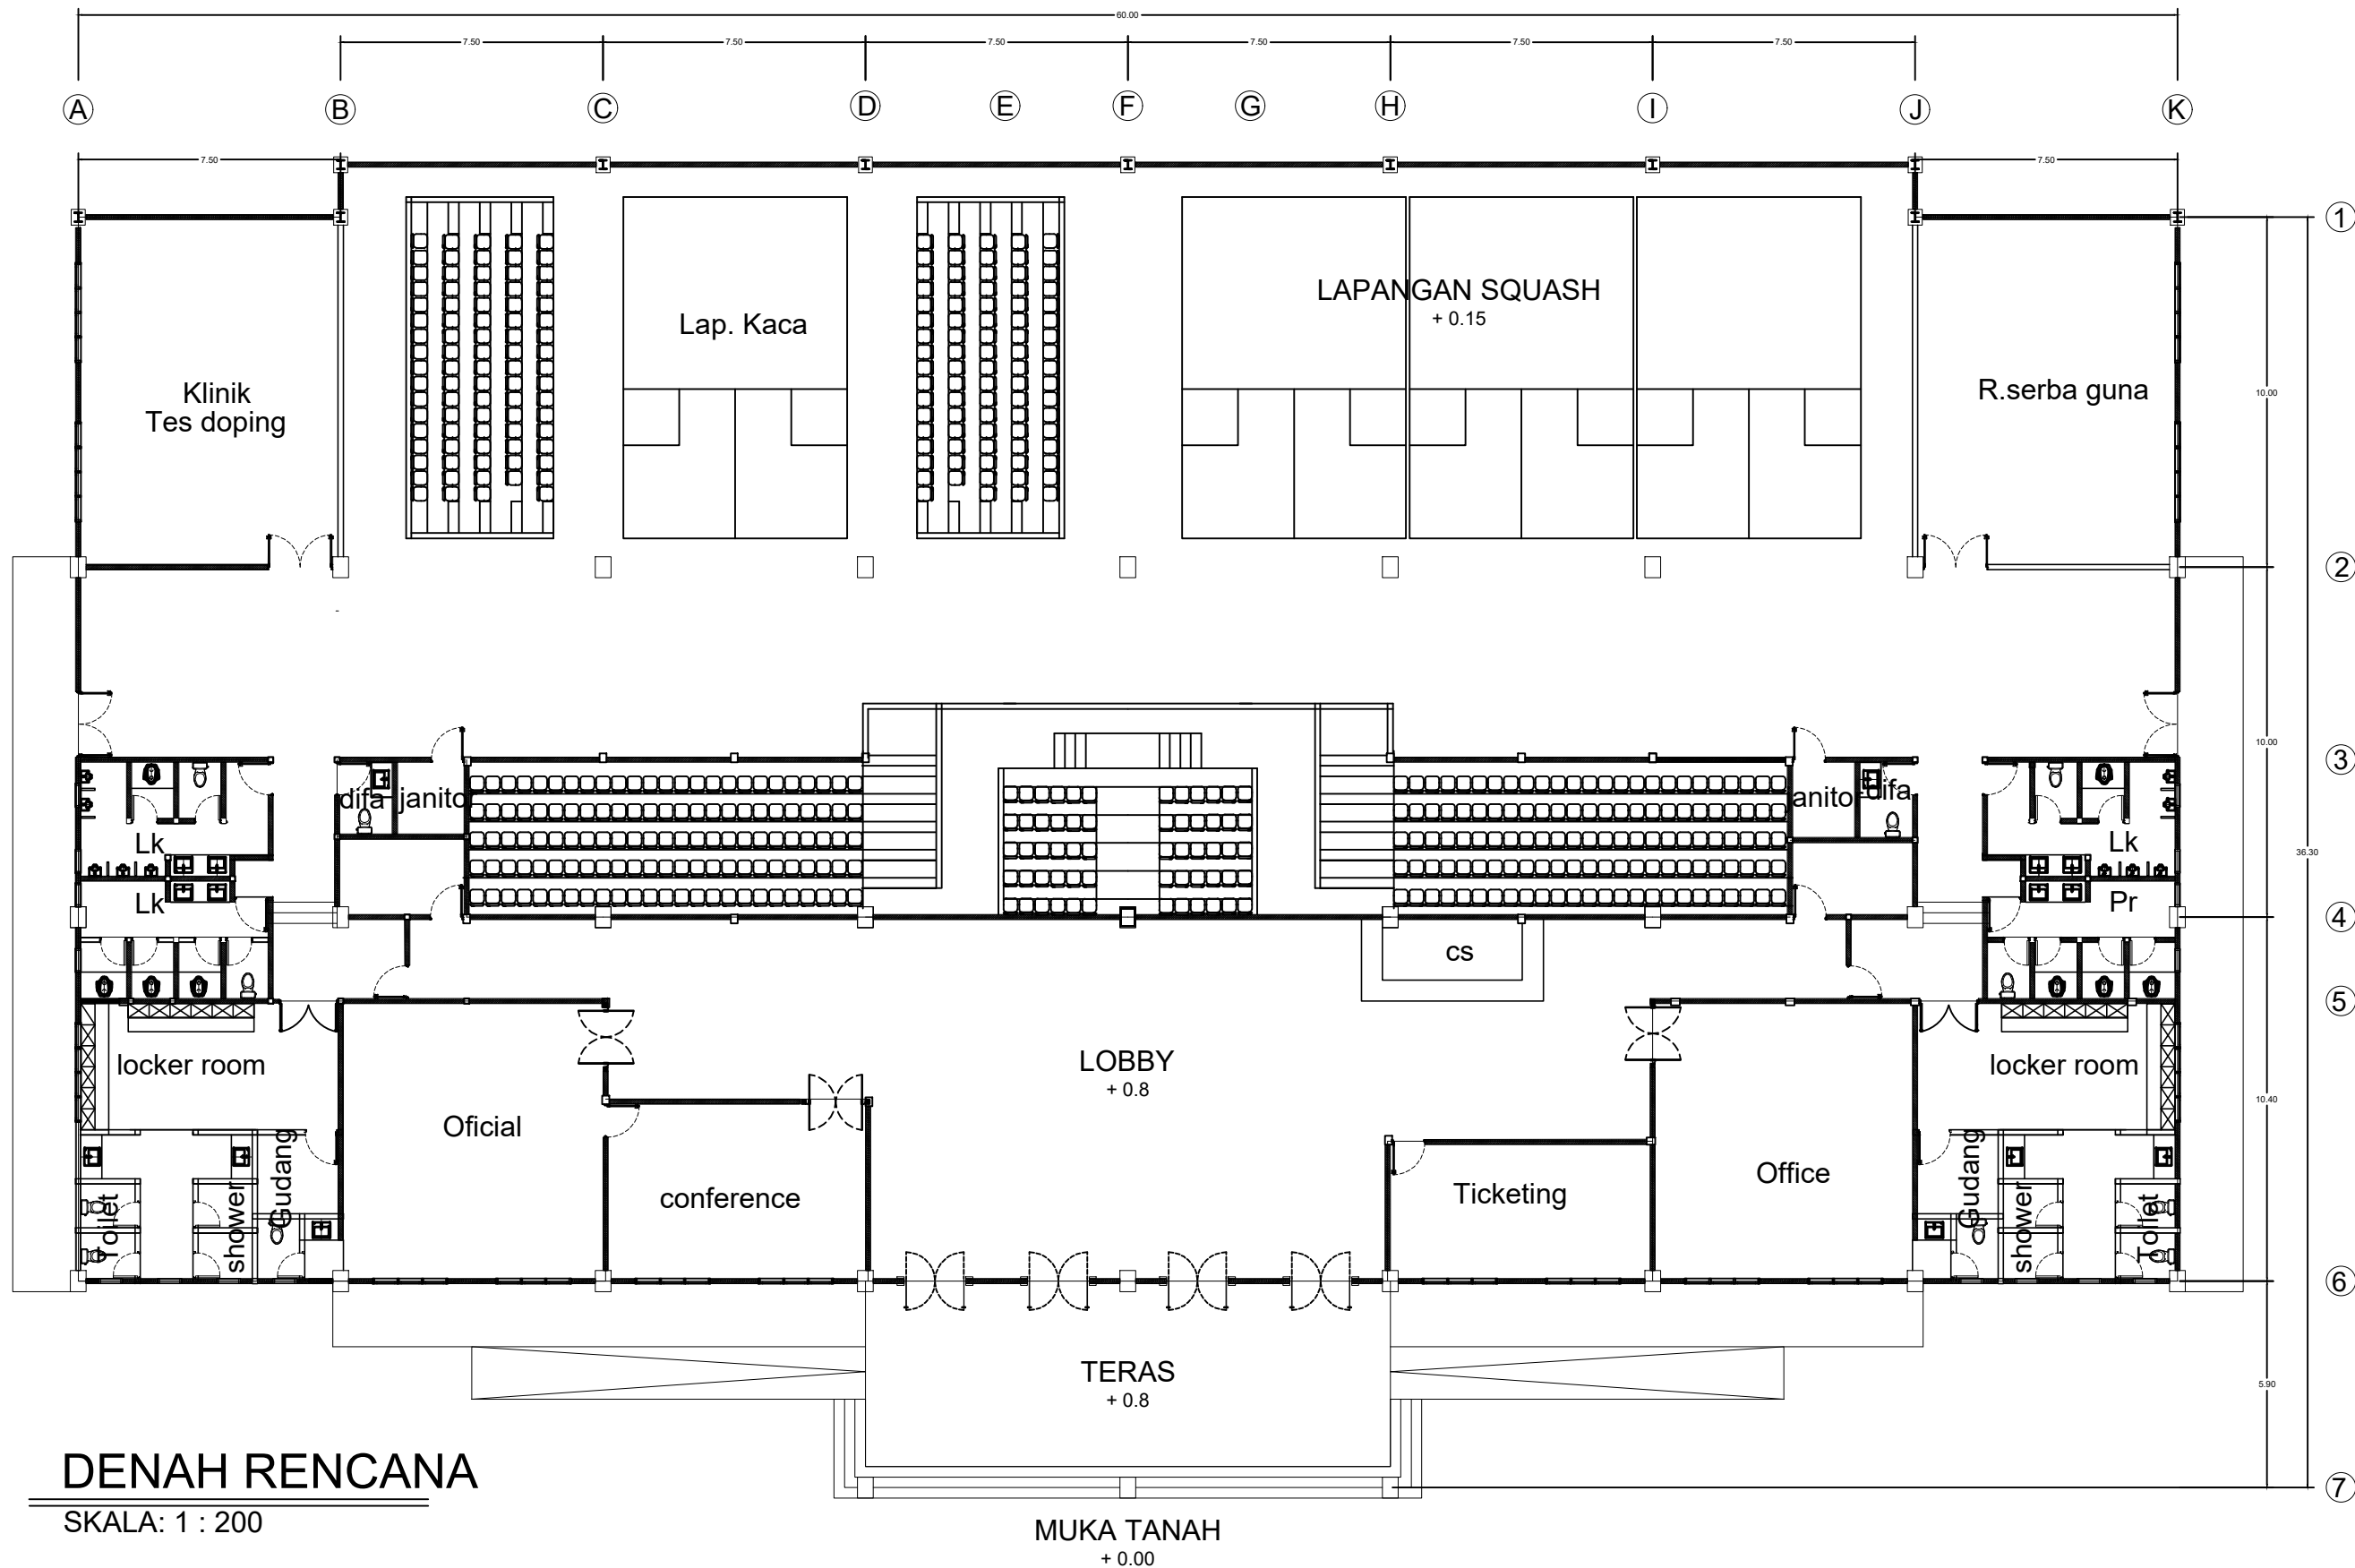 60.00
7.50 7.50 7.50 7.50 7.50 7.50
A B C D E F G H I J K
7.50 7.50
1
LAPANGAN SQUASH
+ 0.15
Lap. Kaca
Klinik
Tes doping
R.serba guna
10.00
2
10.00
3
difa janitor anitor difa
Lk Lk
36.30
Lk Pr
4
cs
5
locker room LOBBY locker room
+ 0.8
10.40
Oficial
Gudang Gudang
conference Ticketing Office
Toilet shower shower Toilet
6
TERAS
+ 0.8
5.90
DENAH RENCANA
7
SKALA: 1 : 200
MUKA TANAH
+ 0.00